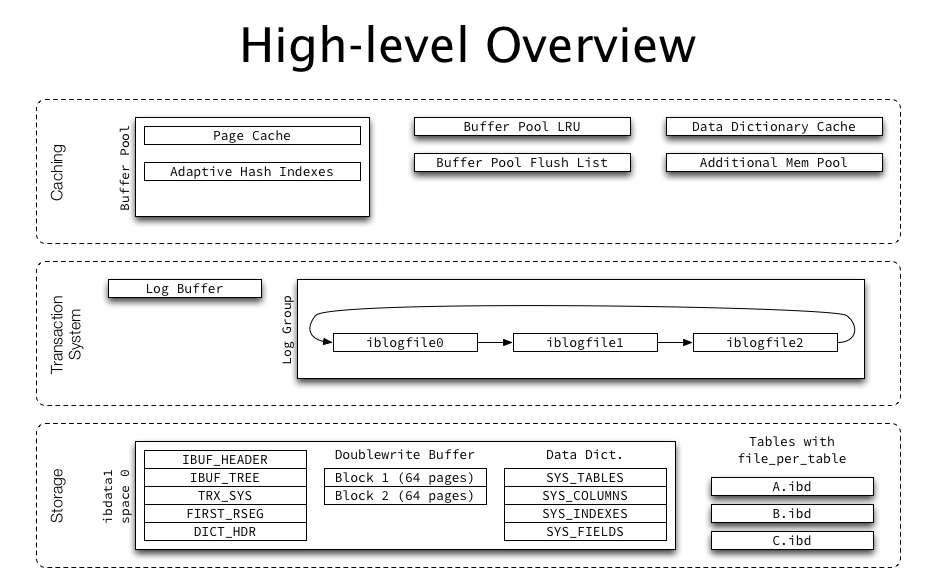 High-level Overview
Caching
Buffer Pool
Page Cache
Adaptive Hash Indexes
Buffer Pool LRU
Buffer Pool Flush List
Data Dictionary Cache
Additional Mem Pool
Transaction
System
Log Buffer
Log Group
iblogfile0
iblogfile1
iblogfile2
Storage
ibdata1
space 0
IBUF_HEADER
IBUF_TREE
TRX_SYS
FIRST_RSEG
DICT_HDR
Doublewrite Buffer
Block 1 (64 pages)
Block 2 (64 pages)
Data Dict.
SYS_TABLES
SYS_COLUMNS
SYS_INDEXES
SYS_FIELDS
Tables with
file_per_table
A.ibd
B.ibd
C.ibd